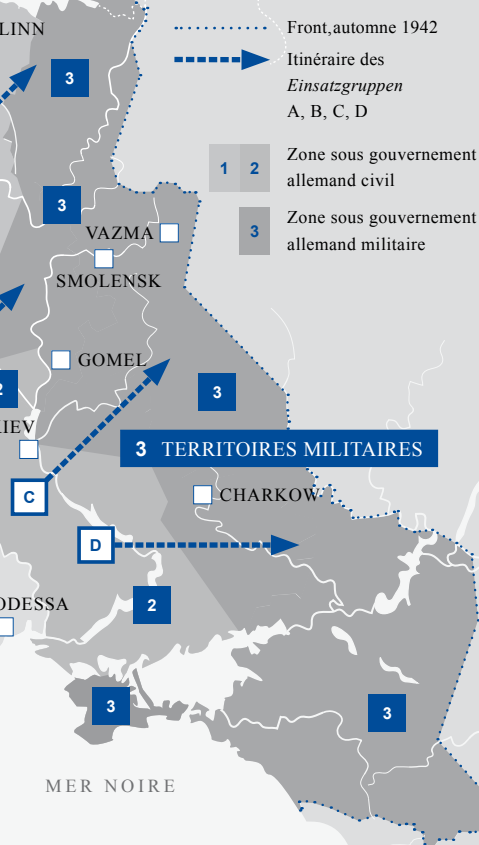 LINN
Front, automne 1942
Itinéraire des
Einsatzgruppen
A, B, C, D
3
1 2
Zone sous gouvernement
allemand civil
3
VAZMA
3
Zone sous gouvernement
allemand militaire
SMOLENSK
GOMEL
2
3
IEV
3 TERRITOIRES MILITAIRES
C
CHARKOW
D
ODESSA
2
3
3
MER NOIRE